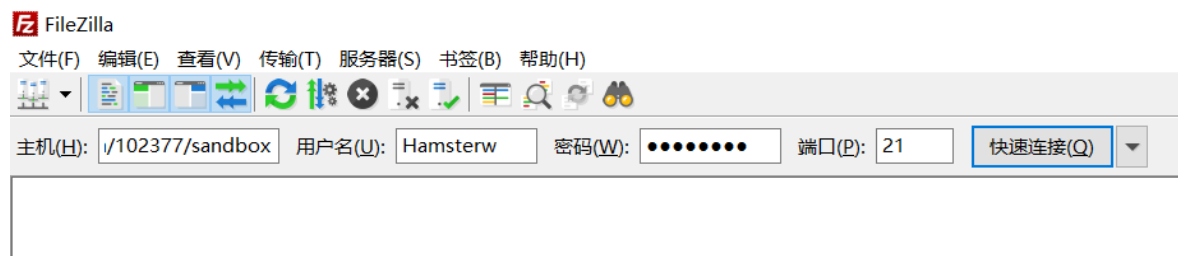 FileZilla
文件(F) 编辑(E) 查看(V) 传输(T) 服务器(S) 书签(B) 帮助(H)
主机(H): /102377/sandbox 用户名(U): Hamsterw 密码(W): ●●●●●●●● 端口(P): 21 快速连接(Q)